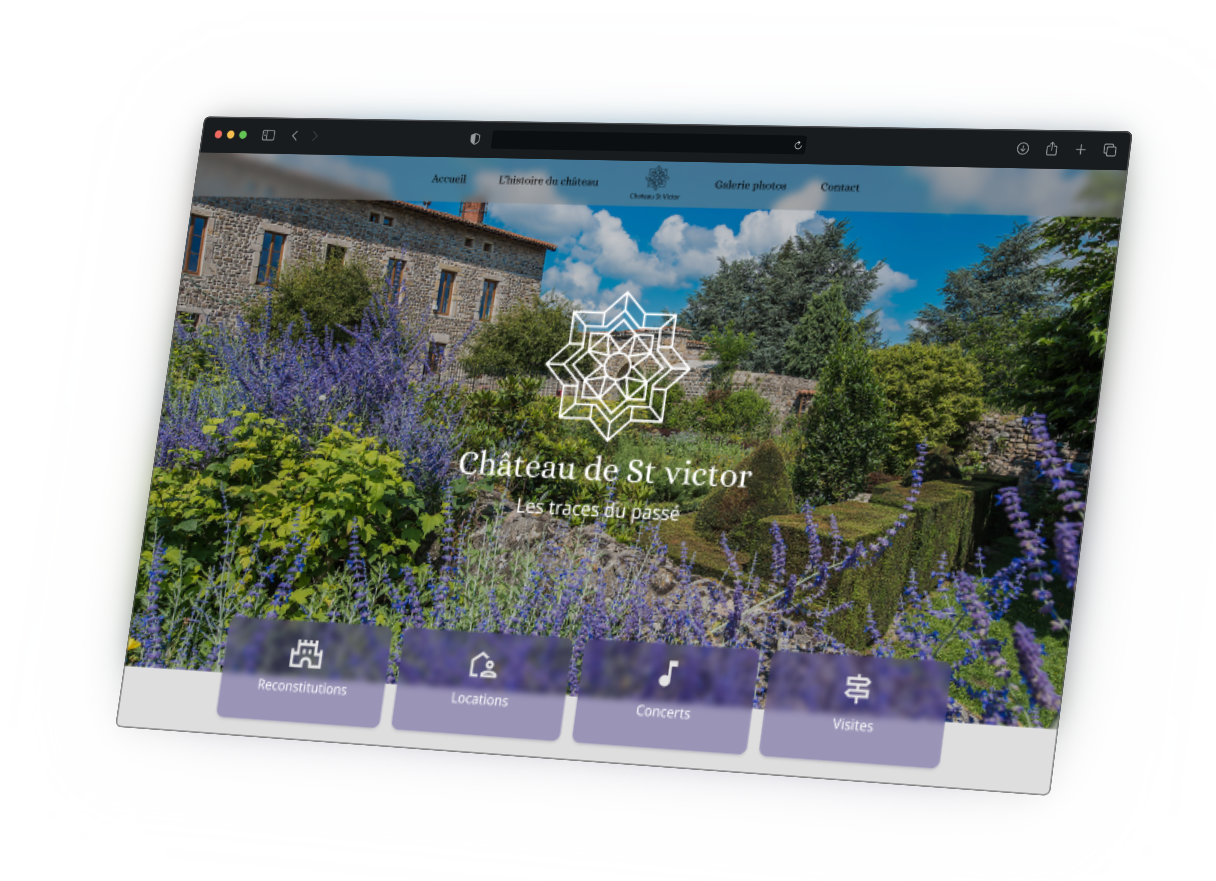 Accueil
L'histoire du château
Chateau St Victor
Galerie photos
Contact
Château de St victor
Les traces du passé
Reconstitutions
Locations
Concerts
Visites